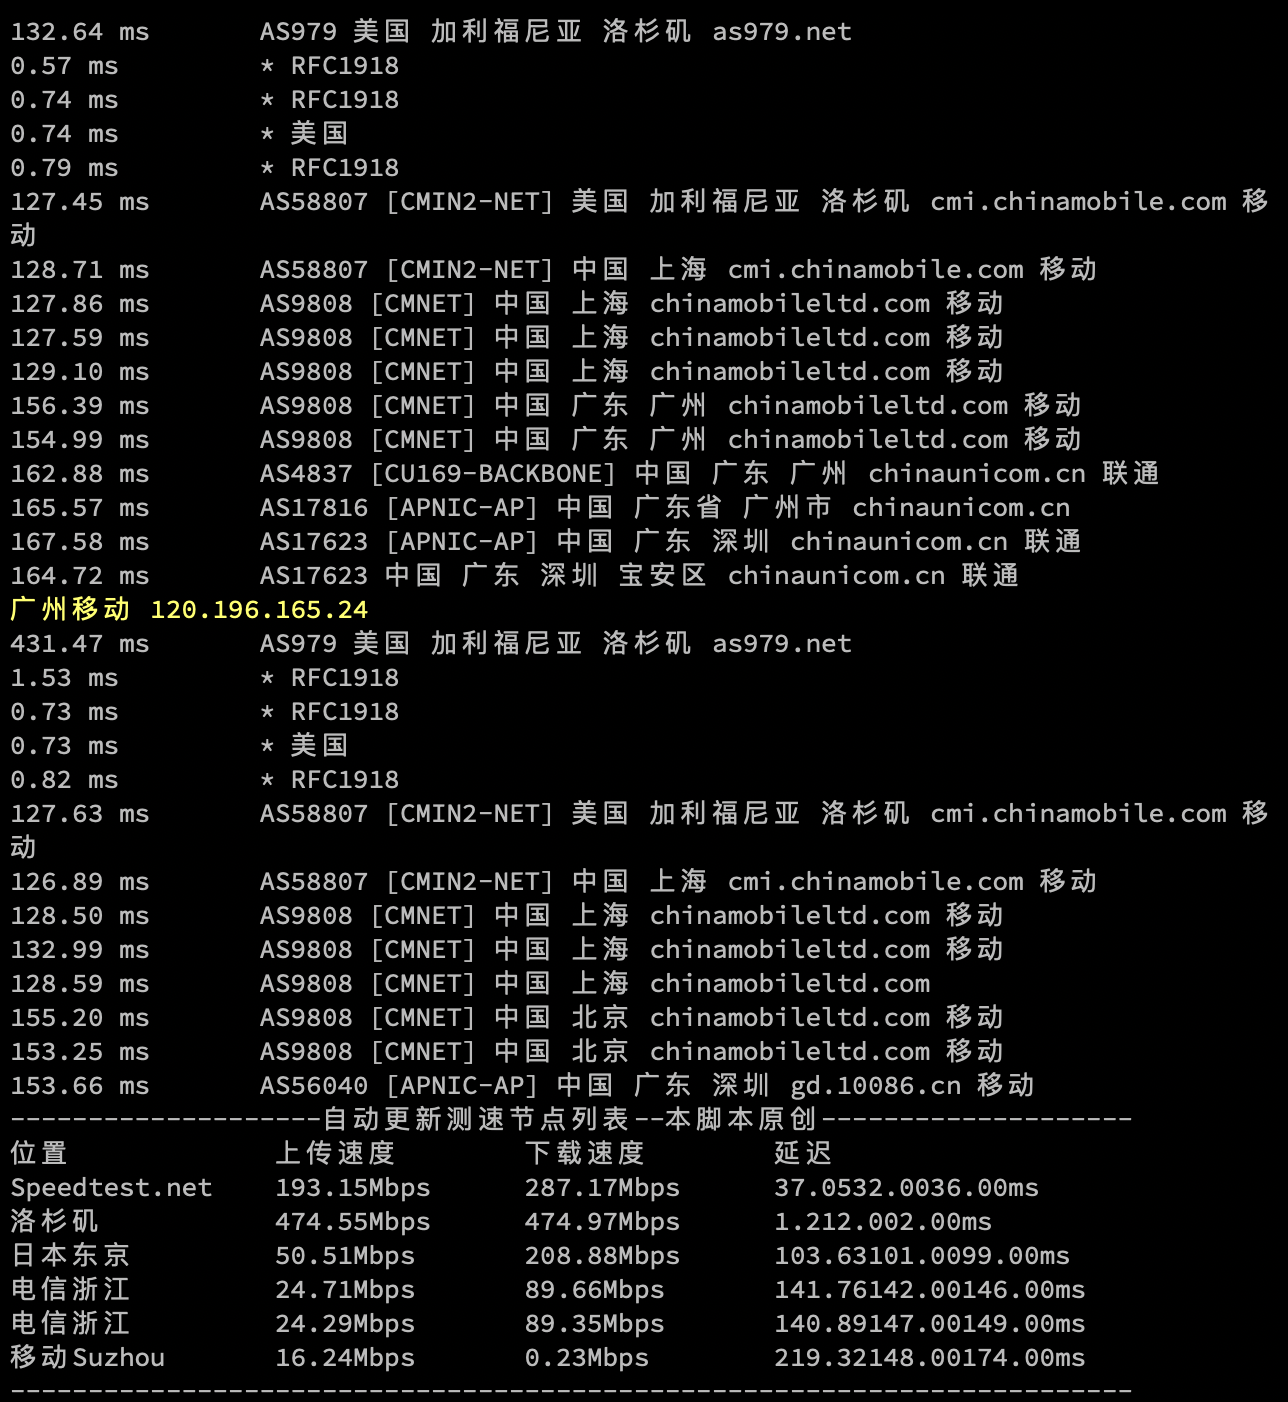 132.64 ms AS979 美国 加利福尼亚 洛杉矶 as979.net
0.57 ms * RFC1918
0.74 ms * RFC1918
0.74 ms * 美国
0.79 ms * RFC1918
127.45 ms AS58807 [CMIN2-NET] 美国 加利福尼亚 洛杉矶 cmi.chinamobile.com 移
动
128.71 ms AS58807 [CMIN2-NET] 中国 上海 cmi.chinamobile.com 移动
127.86 ms AS9808 [CMNET] 中国 上海 chinamobileltd.com 移动
127.59 ms AS9808 [CMNET] 中国 上海 chinamobileltd.com 移动
129.10 ms AS9808 [CMNET] 中国 上海 chinamobileltd.com 移动
156.39 ms AS9808 [CMNET] 中国 广东 广州 chinamobileltd.com 移动
154.99 ms AS9808 [CMNET] 中国 广东 广州 chinamobileltd.com 移动
162.88 ms AS4837 [CU169-BACKBONE] 中国 广东 广州 chinaunicom.cn 联通
165.57 ms AS17816 [APNIC-AP] 中国 广东省 广州市 chinaunicom.cn
167.58 ms AS17623 [APNIC-AP] 中国 广东 深圳 chinaunicom.cn 联通
164.72 ms AS17623 中国 广东 深圳 宝安区 chinaunicom.cn 联通
广州移动 120.196.165.24
431.47 ms AS979 美国 加利福尼亚 洛杉矶 as979.net
1.53 ms * RFC1918
0.73 ms * RFC1918
0.73 ms * 美国
0.82 ms * RFC1918
127.63 ms AS58807 [CMIN2-NET] 美国 加利福尼亚 洛杉矶 cmi.chinamobile.com 移
动
126.89 ms AS58807 [CMIN2-NET] 中国 上海 cmi.chinamobile.com 移动
128.50 ms AS9808 [CMNET] 中国 上海 chinamobileltd.com 移动
132.99 ms AS9808 [CMNET] 中国 上海 chinamobileltd.com 移动
128.59 ms AS9808 [CMNET] 中国 上海 chinamobileltd.com
155.20 ms AS9808 [CMNET] 中国 北京 chinamobileltd.com 移动
153.25 ms AS9808 [CMNET] 中国 北京 chinamobileltd.com 移动
153.66 ms AS56040 [APNIC-AP] 中国 广东 深圳 gd.10086.cn 移动
--------------------自动更新测速节点列表--本脚本原创--------------------
位置 上传速度 下载速度 延迟
Speedtest.net 193.15Mbps 287.17Mbps 37.0532.0036.00ms
洛杉矶 474.55Mbps 474.97Mbps 1.212.002.00ms
日本东京 50.51Mbps 208.88Mbps 103.63101.0099.00ms
电信浙江 24.71Mbps 89.66Mbps 141.76142.00146.00ms
电信浙江 24.29Mbps 89.35Mbps 140.89147.00149.00ms
移动Suzhou 16.24Mbps 0.23Mbps 219.32148.00174.00ms
------------------------------------------------------------------------